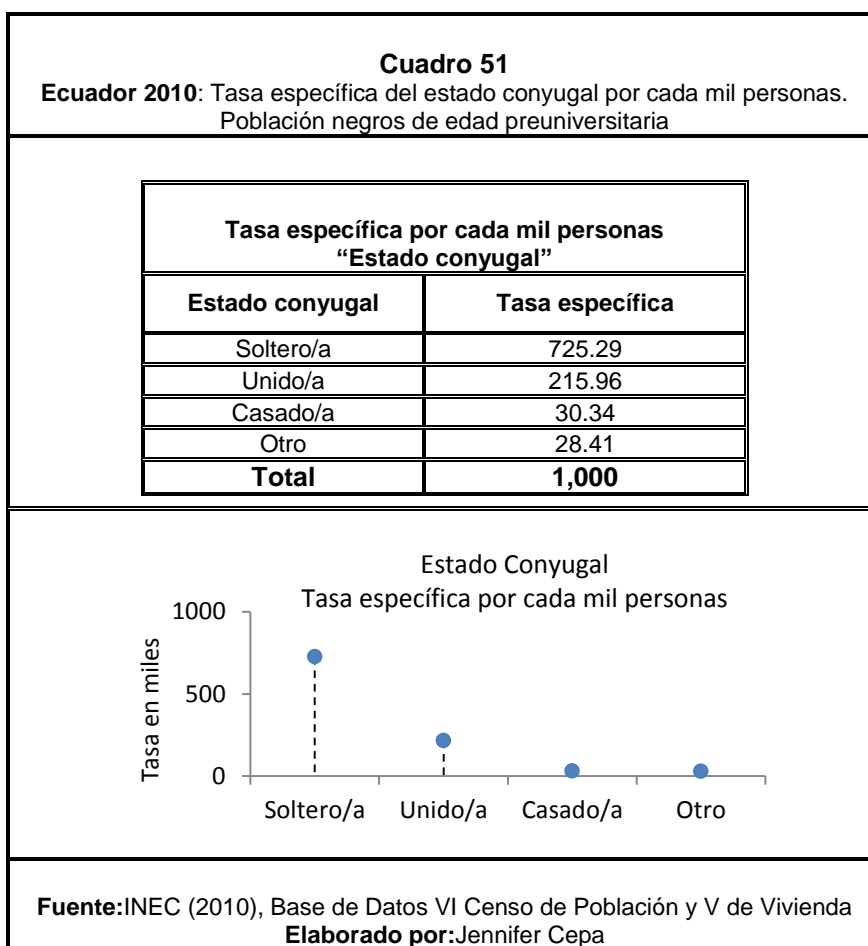 Cuadro 51
Ecuador 2010: Tasa específica del estado conyugal por cada mil personas.
Población negros de edad preuniversitaria
Tasa específica por cada mil personas
“Estado conyugal”
Estado conyugal Tasa específica
Soltero/a 725.29
Unido/a 215.96
Casado/a 30.34
Otro 28.41
Total 1,000
Estado Conyugal
Tasa específica por cada mil personas
Tasa en miles
1000
500
0
Soltero/a Unido/a Casado/a Otro
Fuente:INEC (2010), Base de Datos VI Censo de Población y V de Vivienda
Elaborado por:Jennifer Cepa